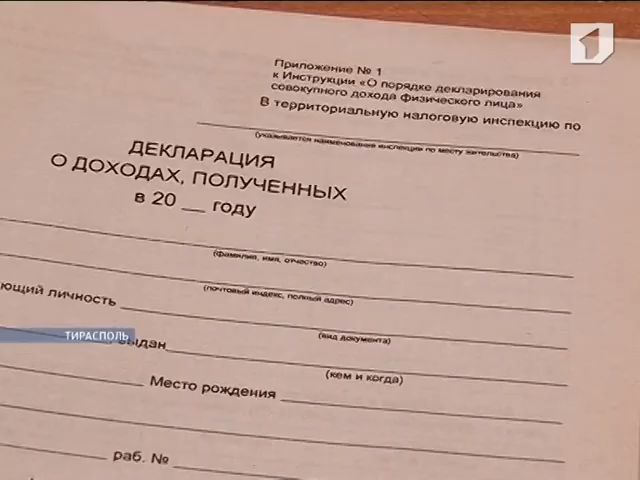 1
Приложение № 1
к Инструкции «О порядке декларирования
совокупного дохода физического лица»
В территориальную налоговую инспекцию по
(указывается наименование инспекции по месту жительства)
ДЕКЛАРАЦИЯ
О ДОХОДАХ, ПОЛУЧЕННЫХ
в 20 __ году
(фамилия, имя, отчество)
(почтовый индекс, полный адрес)
ющий личность
(вид документа)
ТИРАСПОЛЬ
выдан
(кем и когда)
Место рождения
раб. №